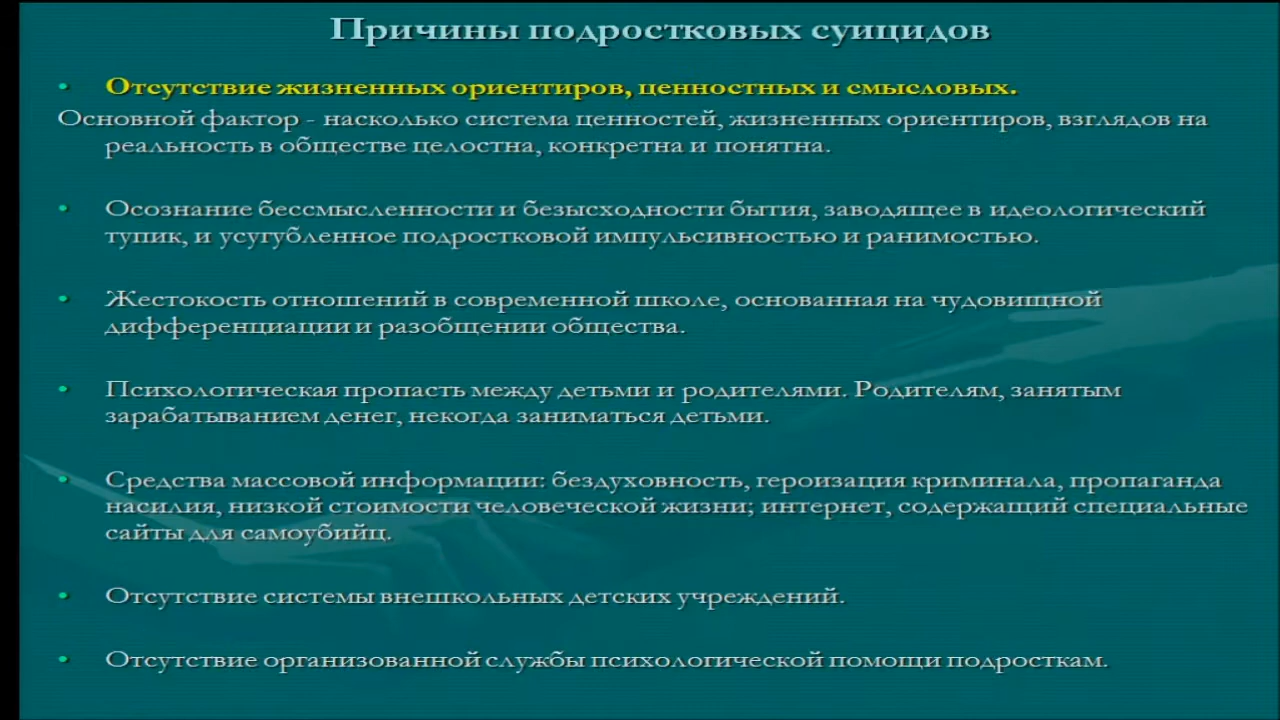 Причины подростковых суицидов
• Отсутствие жизненных ориентиров, ценностных и смысловых.
Основной фактор - насколько система ценностей, жизненных ориентиров, взглядов на
реальность в обществе целостна, конкретна и понятна.
• Осознание бессмысленности и безысходности бытия, заводящее в идеологический
тупик, и усугубленное подростковой импульсивностью и ранимостью.
• Жестокость отношений в современной школе, основанная на чудовищной
дифференциации и разобщении общества.
• Психологическая пропасть между детьми и родителями. Родителям, занятым
зарабатыванием денег, некогда заниматься детьми.
• Средства массовой информации: бездуховность, героизация криминала, пропаганда
насилия, низкой стоимости человеческой жизни; интернет, содержащий специальные
сайты для самоубийц.
• Отсутствие системы внешкольных детских учреждений.
• Отсутствие организованной службы психологической помощи подросткам.